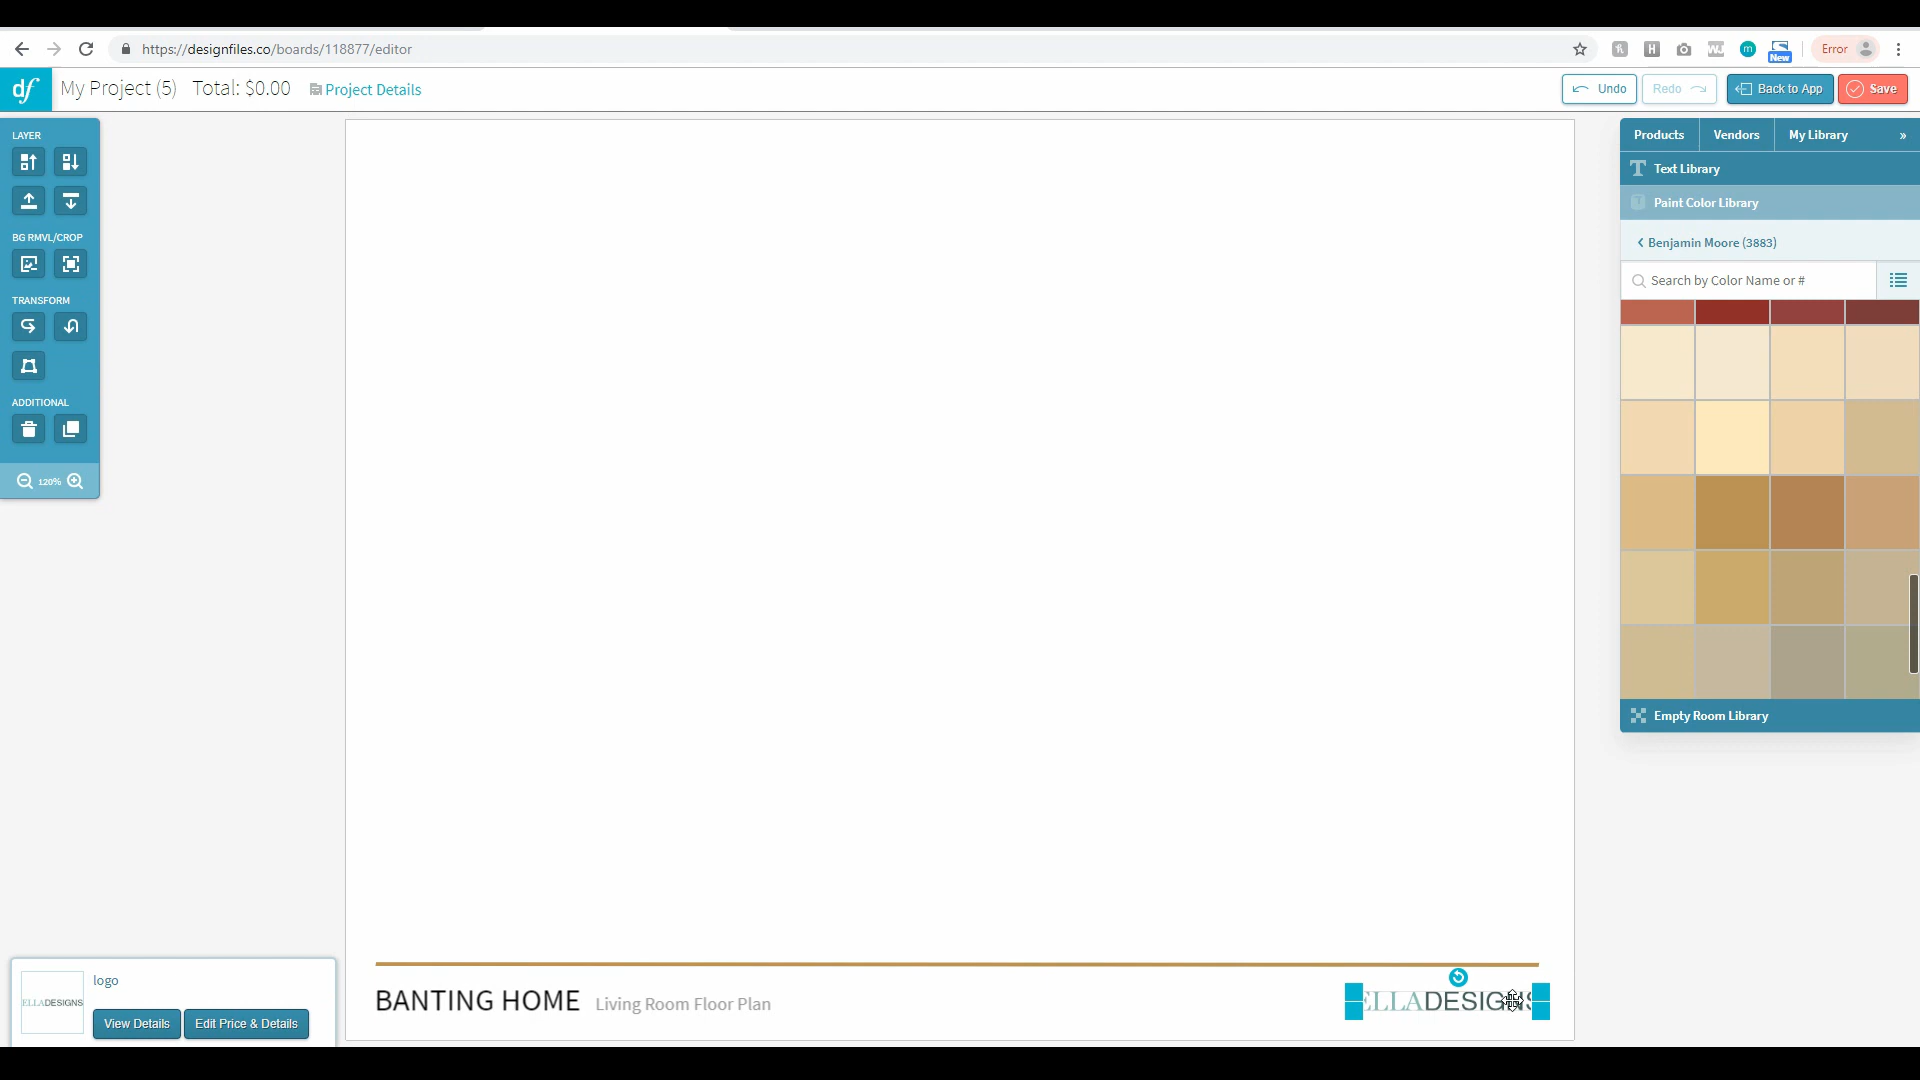 https://designfiles.co/boards/118877/editor
New
Error
df My Project (5) Total: $0.00 Project Details
Undo
Redo
Back to App
Save
LAYER
BG RMVL/CROP
TRANSFORM
ADDITIONAL
120%
Products Vendors My Library »
Text Library
Paint Color Library
Benjamin Moore (3883)
Search by Color Name or #
Empty Room Library
BANTING HOME Living Room Floor Plan
ELLADESIGNS
ELLADESIGNS
logo
View Details Edit Price & Details